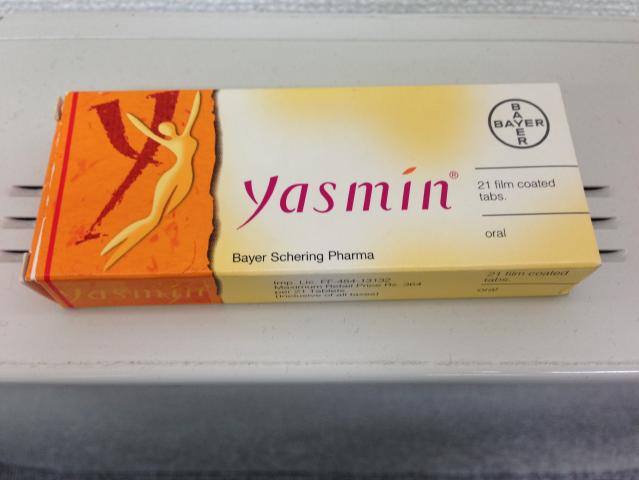 BAYER
BAYER
Yasmin®
21 film coated
tabs.
oral
Bayer Schering Pharma
Yasmin
Imp. Lic. FF-464-13132
Maximum Retail Price Rs. 364
per 21 Tablets
(inclusive of all taxes)
21 film coated
tabs.
oral